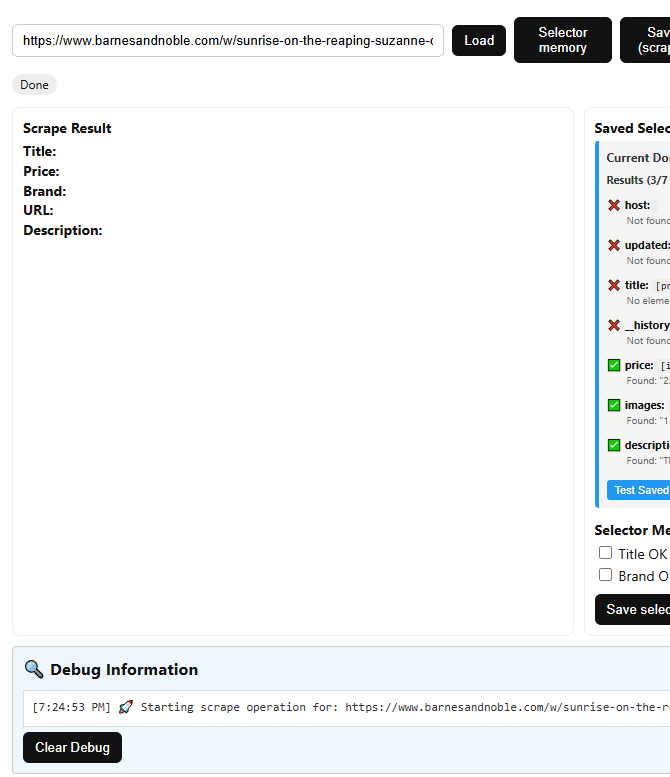 https://www.barnesandnoble.com/w/sunrise-on-the-reaping-suzanne-c
Load
Selector
memory
Sav
(scrap
Done
Scrape Result
Title:
Price:
Brand:
URL:
Description:
Saved Selec
Current Do
Results (3/7
❌ host:
Not found
❌ updated:
Not found
❌ title: [pr
No eleme
❌ __history
Not found
✅ price: [i
Found: "2
✅ images:
Found: "1
✅ descripti
Found: "Tl
Test Saved
Selector Me
Title OK
Brand O
Save selec
🔍 Debug Information
[7:24:53 PM] 🚀 Starting scrape operation for: https://www.barnesandnoble.com/w/sunrise-on-the-re
Clear Debug